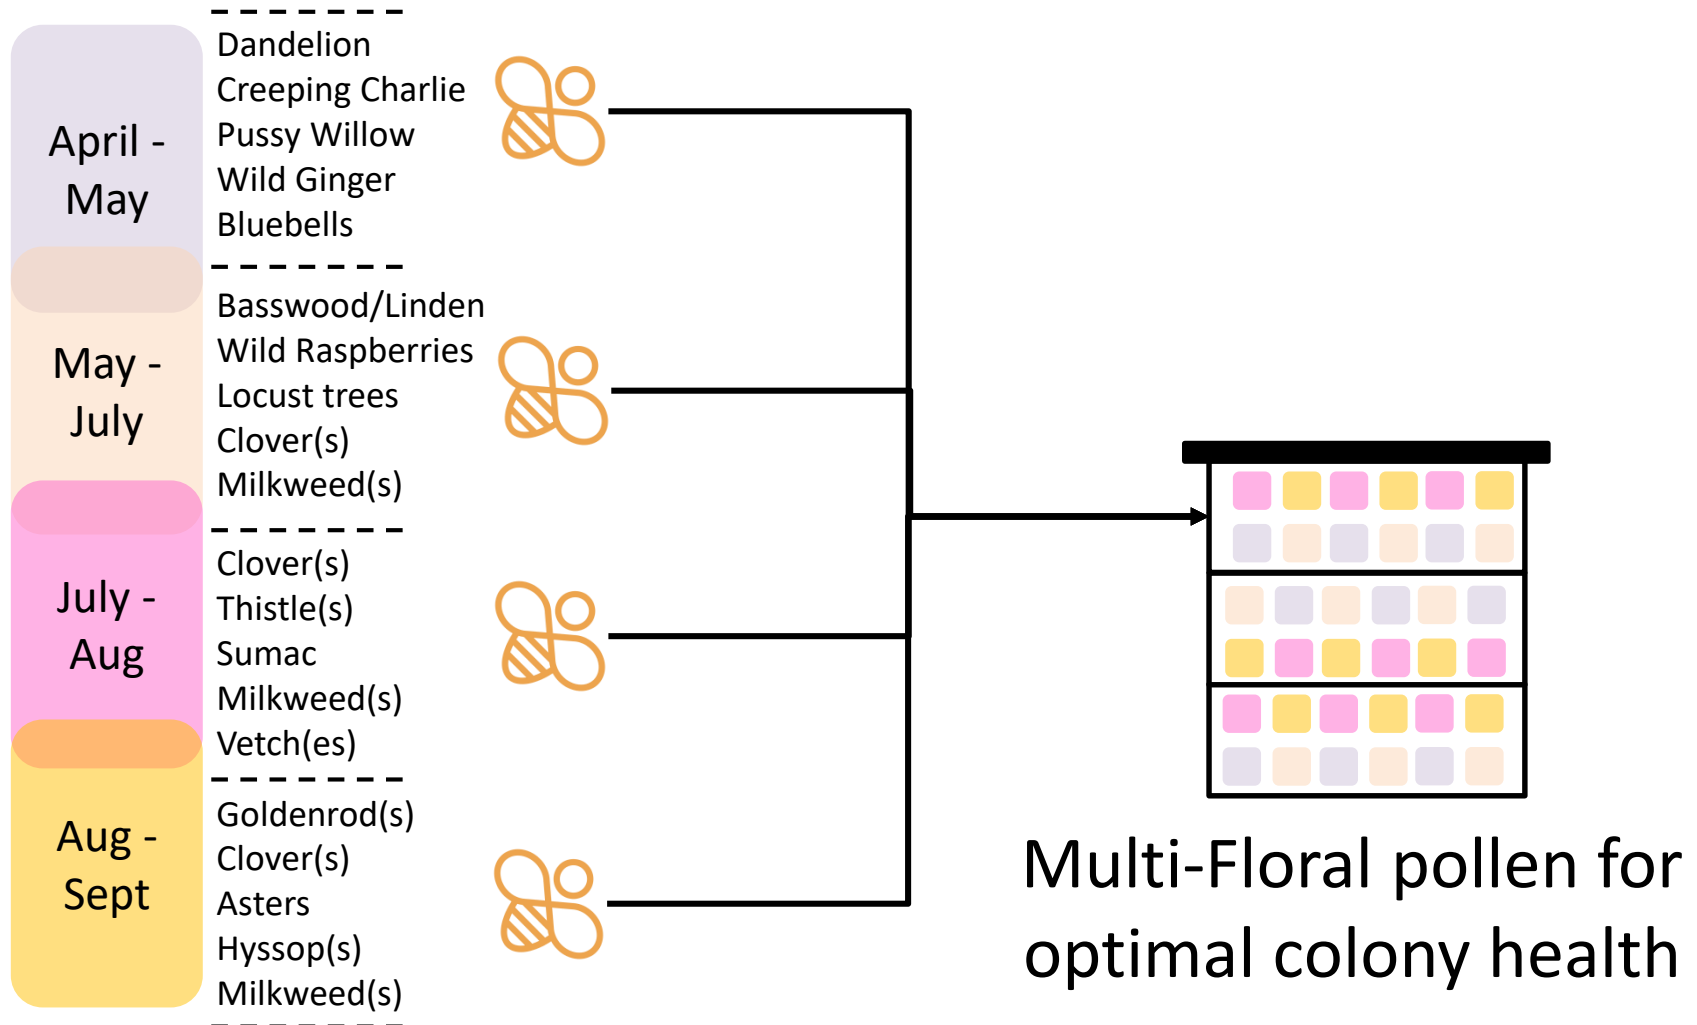 April -
May
Dandelion
Creeping Charlie
Pussy Willow
Wild Ginger
Bluebells
May -
July
Basswood/Linden
Wild Raspberries
Locust trees
Clover(s)
Milkweed(s)
July -
Aug
Clover(s)
Thistle(s)
Sumac
Milkweed(s)
Vetch(es)
Aug -
Sept
Goldenrod(s)
Clover(s)
Asters
Hyssop(s)
Milkweed(s)
Multi-Floral pollen for
optimal colony health